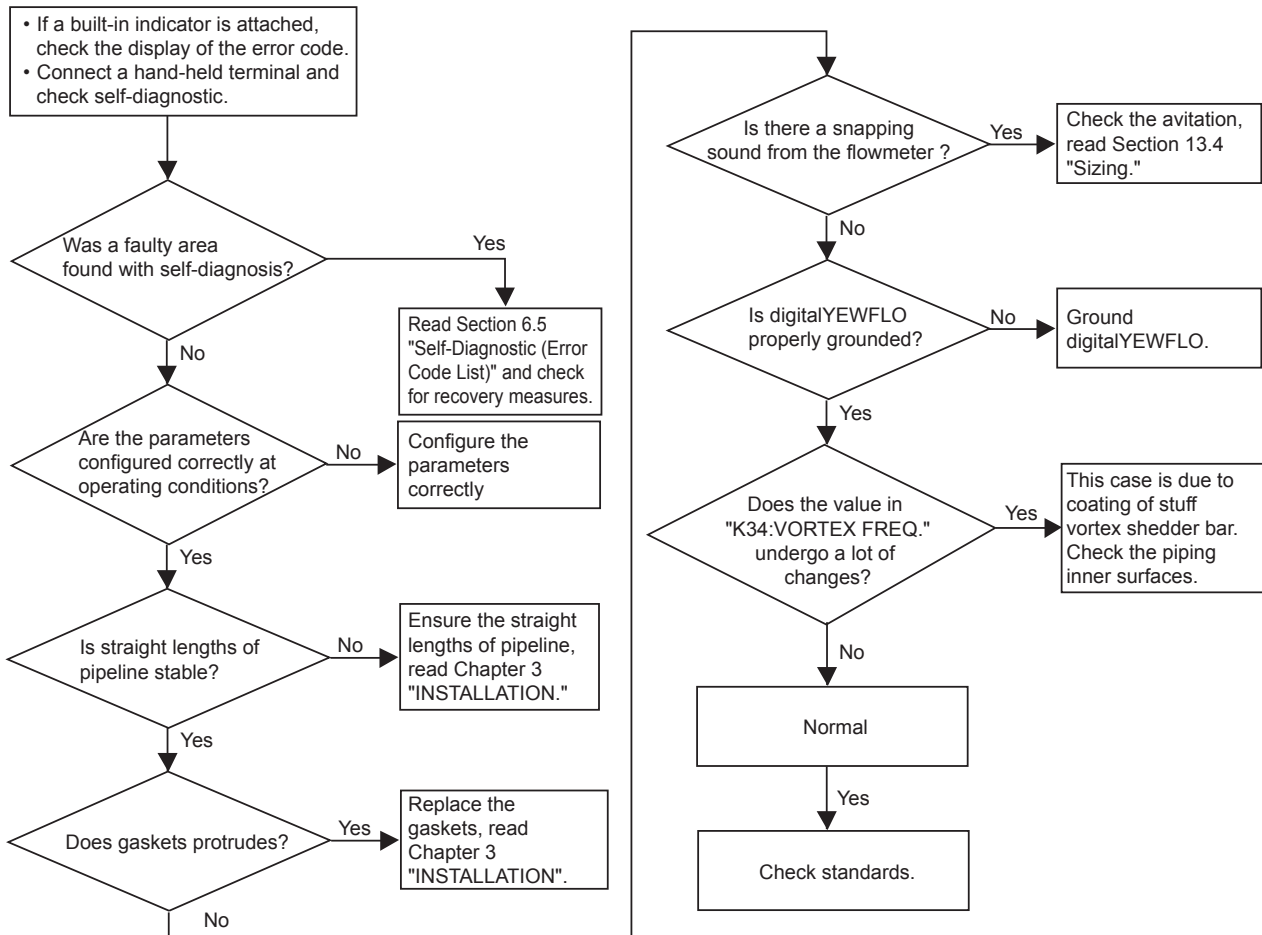 • If a built-in indicator is attached,
check the display of the error code.
• Connect a hand-held terminal and
check self-diagnostic.
Was a faulty area
found with self-diagnosis?
Yes
Read Section 6.5
"Self-Diagnostic (Error
Code List)" and check
for recovery measures.
No
Are the parameters
configured correctly at
operating conditions?
No
Configure the
parameters
correctly
Yes
Is straight lengths of
pipeline stable?
No
Ensure the straight
lengths of pipeline,
read Chapter 3
"INSTALLATION."
Yes
Does gaskets protrudes?
Yes
Replace the
gaskets, read
Chapter 3
"INSTALLATION".
No
Is there a snapping
sound from the flowmeter ?
Yes
Check the avitation,
read Section 13.4
"Sizing."
No
Is digitalYEWFLO
properly grounded?
No
Ground
digitalYEWFLO.
Yes
Does the value in
"K34:VORTEX FREQ."
undergo a lot of
changes?
Yes
This case is due to
coating of stuff
vortex shedder bar.
Check the piping
inner surfaces.
No
Normal
Yes
Check standards.